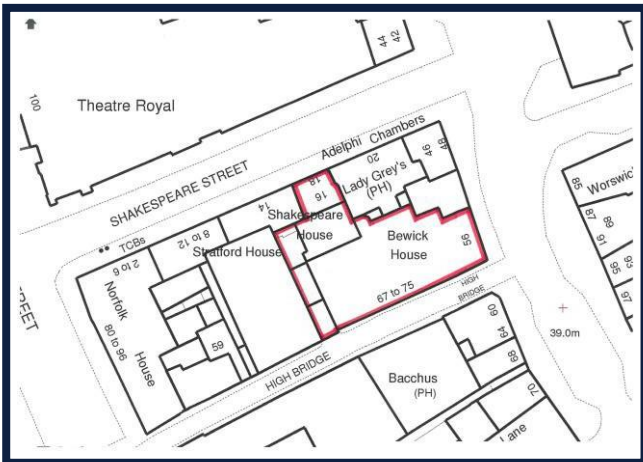 44
42
100
Theatre Royal
Adelphi Chambers
48
46
SHAKESPEARE STREET
20
Lady Grey's
(PH)
18
16
14
Shakespeare
House
8 to 12
TCBs
Stratford House
2 to 6
Norfolk
House
80 to 96
59
Bewick
House
56
67 to 75
HIGH
BRIDGE
HIGH BRIDGE
Worswick
85
87
89
91
93
95
97
39.0m
60
64
68
70
Bacchus
(PH)
Lane
STREET